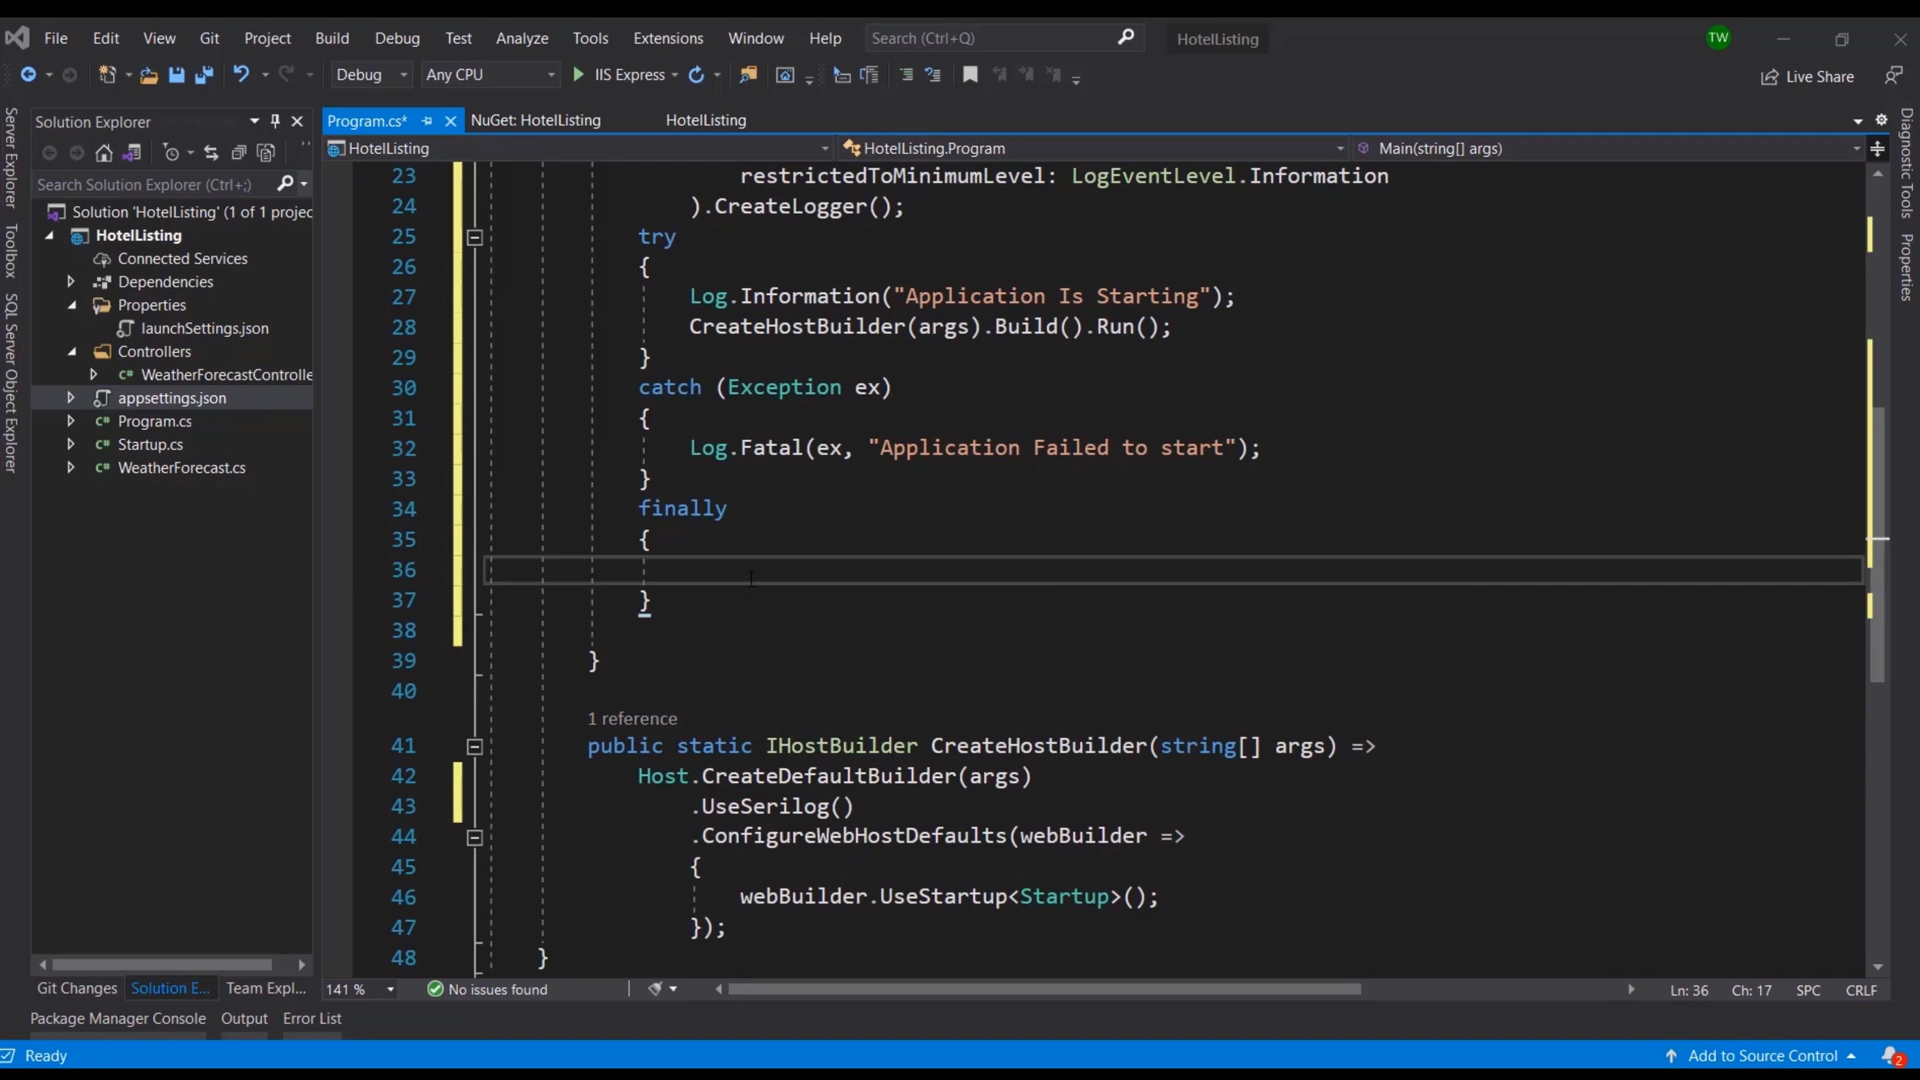 File Edit View Git Project Build Debug Test Analyze Tools Extensions Window Help Search (Ctrl+Q) HotelListing TW
Debug Any CPU IIS Express Live Share
Server Explorer
Toolbox
SQL Server Object Explorer
Solution Explorer
Search Solution Explorer (Ctrl+;)
Solution 'HotelListing' (1 of 1 projec
HotelListing
Connected Services
Dependencies
Properties
launchSettings.json
Controllers
C# WeatherForecastControlle
appsettings.json
C# Program.cs
C# Startup.cs
C# WeatherForecast.cs
Git Changes Solution E... Team Expl...
Program.cs* NuGet: HotelListing HotelListing
HotelListing HotelListing.Program Main(string[] args)
23 restrictedToMinimumLevel: LogEventLevel.Information
24 ).CreateLogger();
25 try
26 {
27 Log.Information("Application Is Starting");
28 CreateHostBuilder(args).Build().Run();
29 }
30 catch (Exception ex)
31 {
32 Log.Fatal(ex, "Application Failed to start");
33 }
34 finally
35 {
36
37 }
38
39 }
40
1 reference
41 public static IHostBuilder CreateHostBuilder(string[] args) =>
42 Host.CreateDefaultBuilder(args)
43 .UseSerilog()
44 .ConfigureWebHostDefaults(webBuilder =>
45 {
46 webBuilder.UseStartup<Startup>();
47 });
48 }
Diagnostic Tools
Properties
141 % No issues found Ln: 36 Ch: 17 SPC CRLF
Package Manager Console Output Error List
Ready Add to Source Control 2